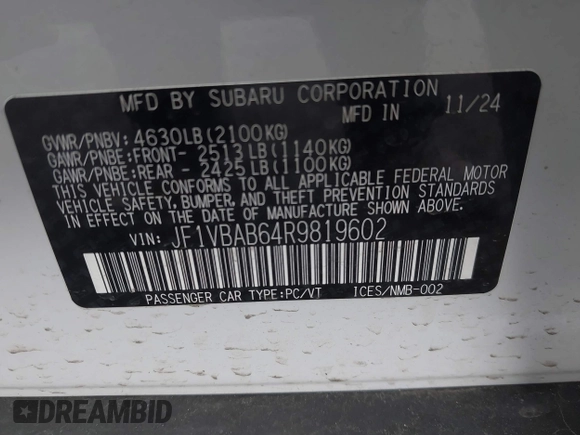 MFD BY SUBARU CORPORATION
MFD IN 11/24
GVWR/PNBV: 4630LB(2100KG)
GAWR/PNBE:FRONT- 2513LB(1140KG)
GAWR/PNBE:REAR - 2425LB(1100KG)
THIS VEHICLE CONFORMS TO ALL APPLICABLE FEDERAL MOTOR
VEHICLE SAFETY, BUMPER, AND THEFT PREVENTION STANDARDS
IN EFFECT ON THE DATE OF MANUFACTURE SHOWN ABOVE.
VIN: JF1VBAB64R9819602
PASSENGER CAR TYPE:PC/VT ICES/NMB-002
DREAMBID